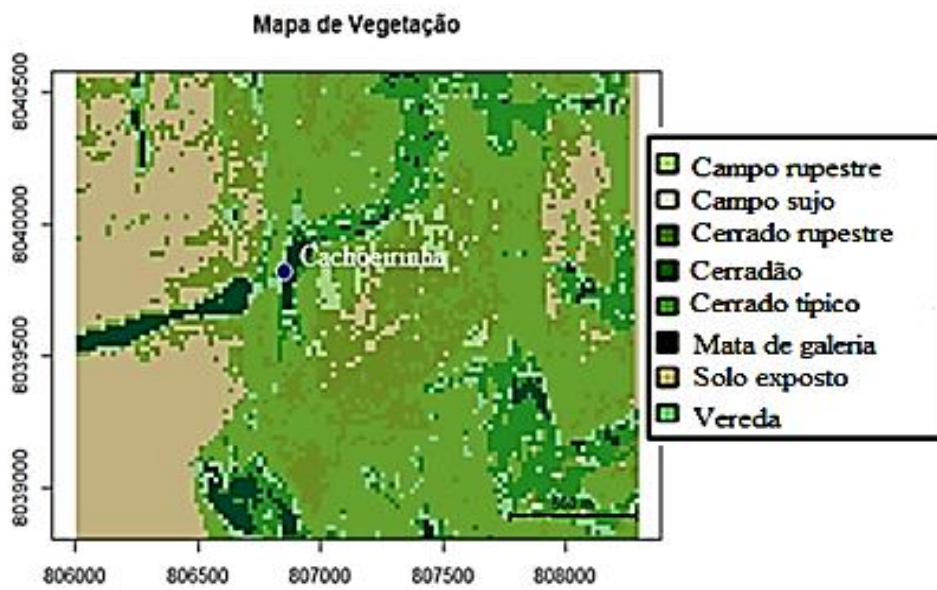 Mapa de Vegetação
8040500
8040000
8039500
8039000
Cachoeirinha
Campo rupestre
Campo sujo
Cerrado rupestre
Cerradão
Cerrado típico
Mata de galeria
Solo exposto
Vereda
806000 806500 807000 807500 808000